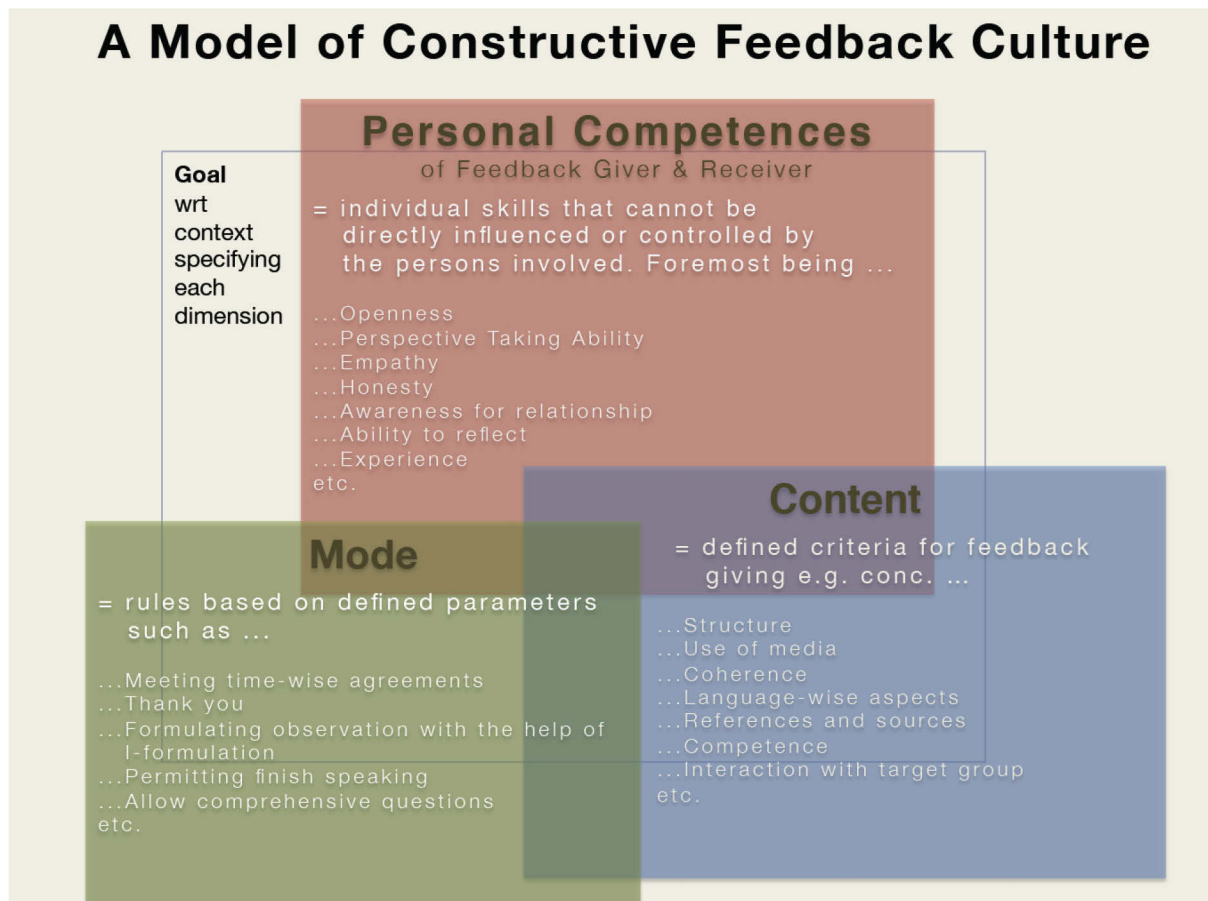 A Model of Constructive Feedback Culture
Personal Competences
of Feedback Giver & Receiver
Goal
wrt
context
specifying
each
dimension
= individual skills that cannot be
directly influenced or controlled by
the persons involved. Foremost being ...
...Openness
...Perspective Taking Ability
...Empathy
...Honesty
...Awareness for relationship
...Ability to reflect
...Experience
etc.
Mode
= rules based on defined parameters
such as ...
...Meeting time-wise agreements
...Thank you
...Formulating observation with the help of
I-formulation
...Permitting finish speaking
...Allow comprehensive questions
etc.
Content
= defined criteria for feedback
giving e.g. conc. ...
...Structure
...Use of media
...Coherence
...Language-wise aspects
...References and sources
...Competence
...Interaction with target group
etc.